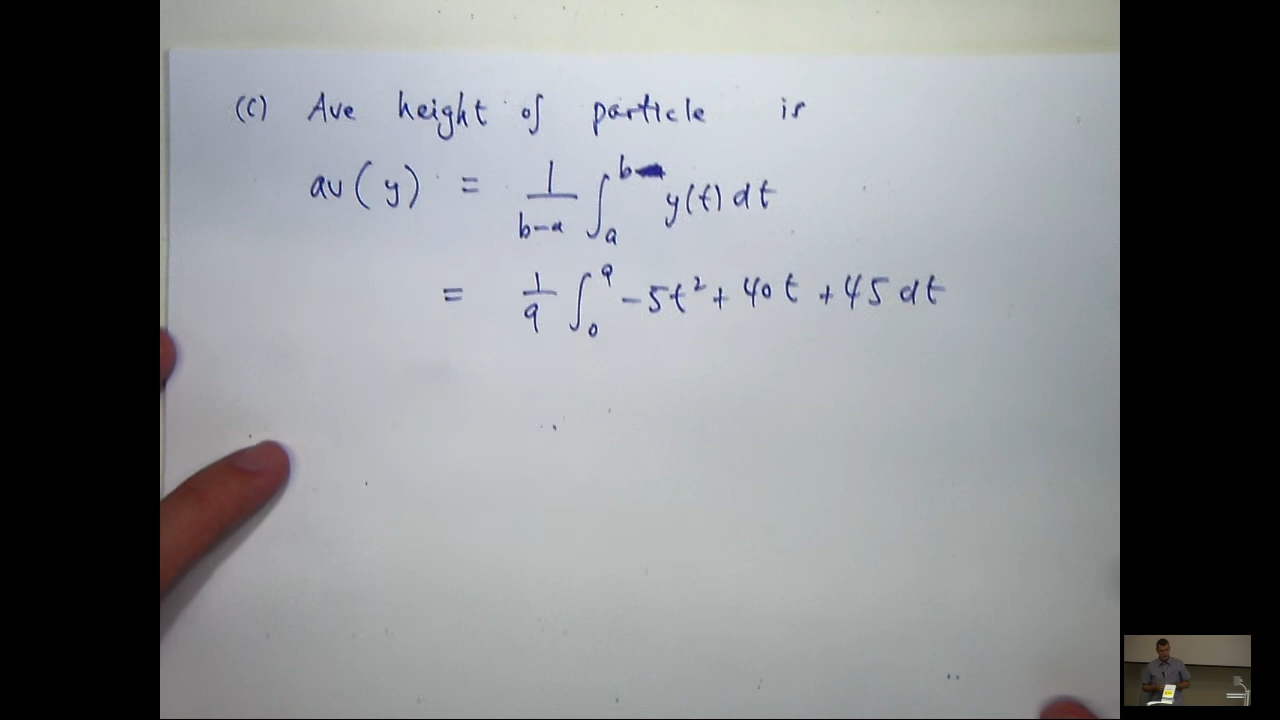 (c) Ave height of particle is
av(y) = 1/(b-a) ∫_a^b y(t) dt
= 1/9 ∫_0^9 -5t² + 40t + 45 dt